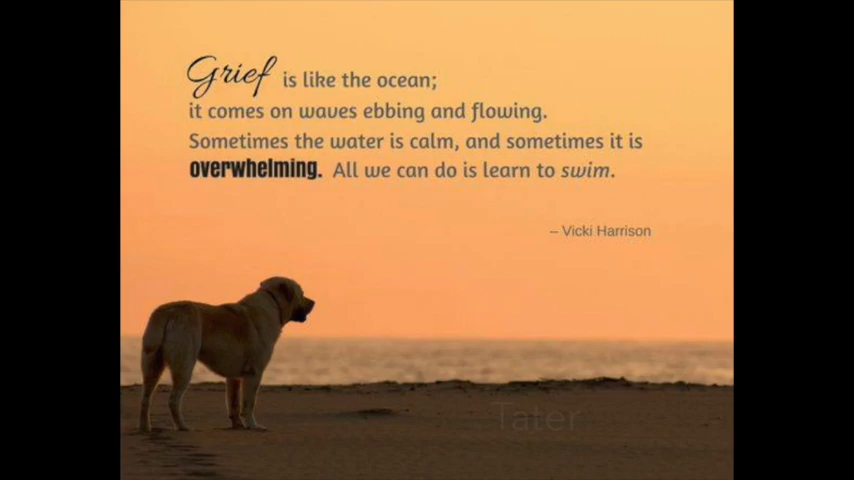 Grief is like the ocean;
it comes on waves ebbing and flowing.
Sometimes the water is calm, and sometimes it is
overwhelming. All we can do is learn to swim.
– Vicki Harrison
Tater